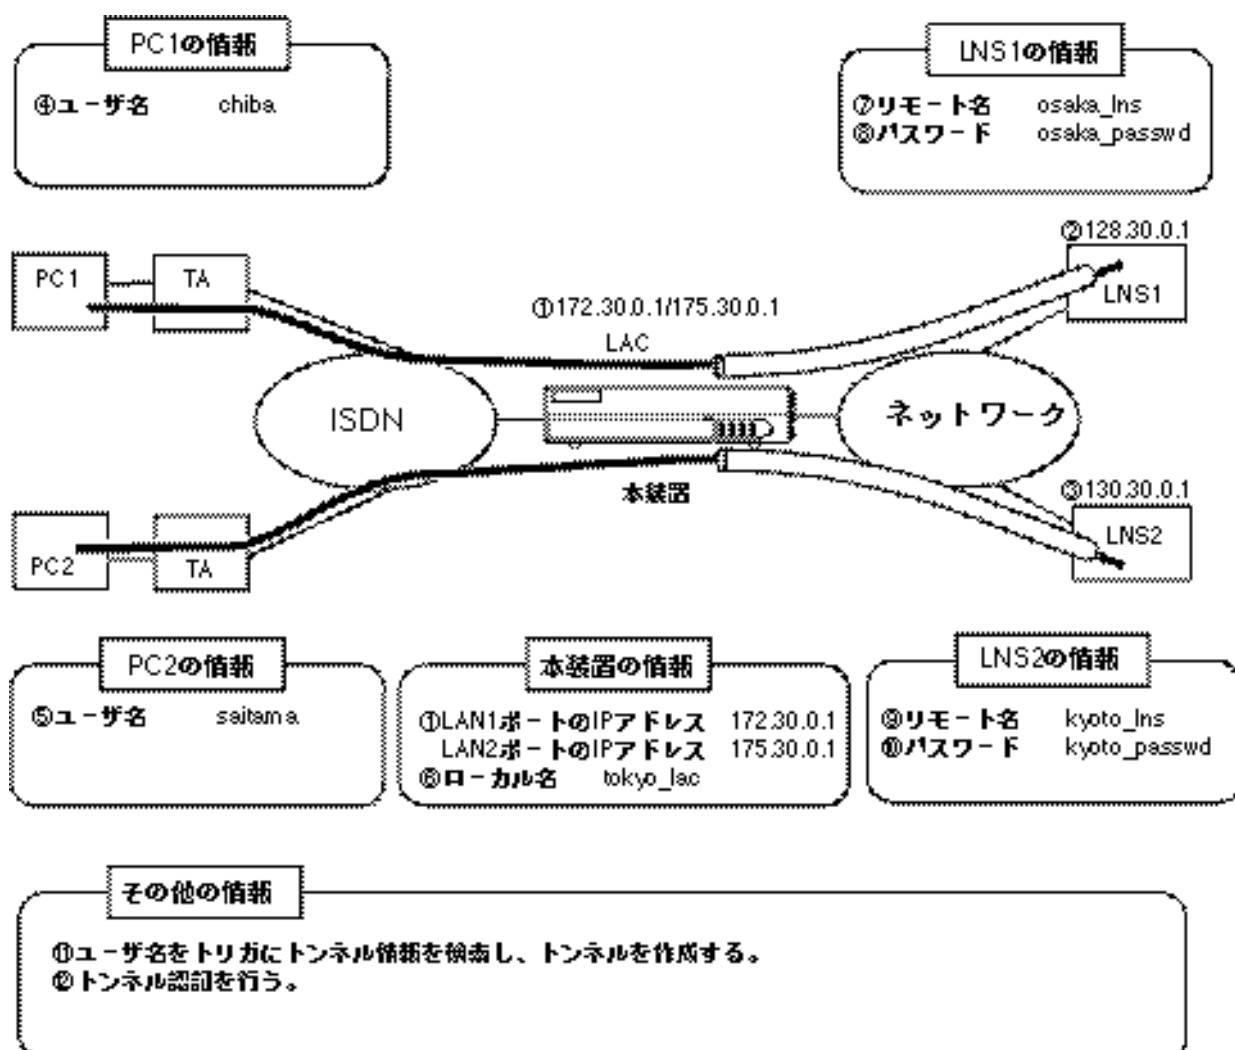 PC1の情報
④ユーザ名 chiba
LNS1の情報
⑦リモート名 osaka_lns
⑧パスワード osaka_passwd
②128.30.0.1
PC1
TA
LNS1
①172.30.0.1/175.30.0.1
LAC
ISDN
ネットワーク
本装置
③130.30.0.1
PC2
TA
LNS2
PC2の情報
⑤ユーザ名 saitama
本装置の情報
①LAN1ポートのIPアドレス 172.30.0.1
LAN2ポートのIPアドレス 175.30.0.1
⑥ローカル名 tokyo_lac
LNS2の情報
⑨リモート名 kyoto_lns
⑩パスワード kyoto_passwd
その他の情報
⑪ユーザ名をトリガにトンネル情報を検索し、トンネルを作成する。
⑫トンネル認証を行う。